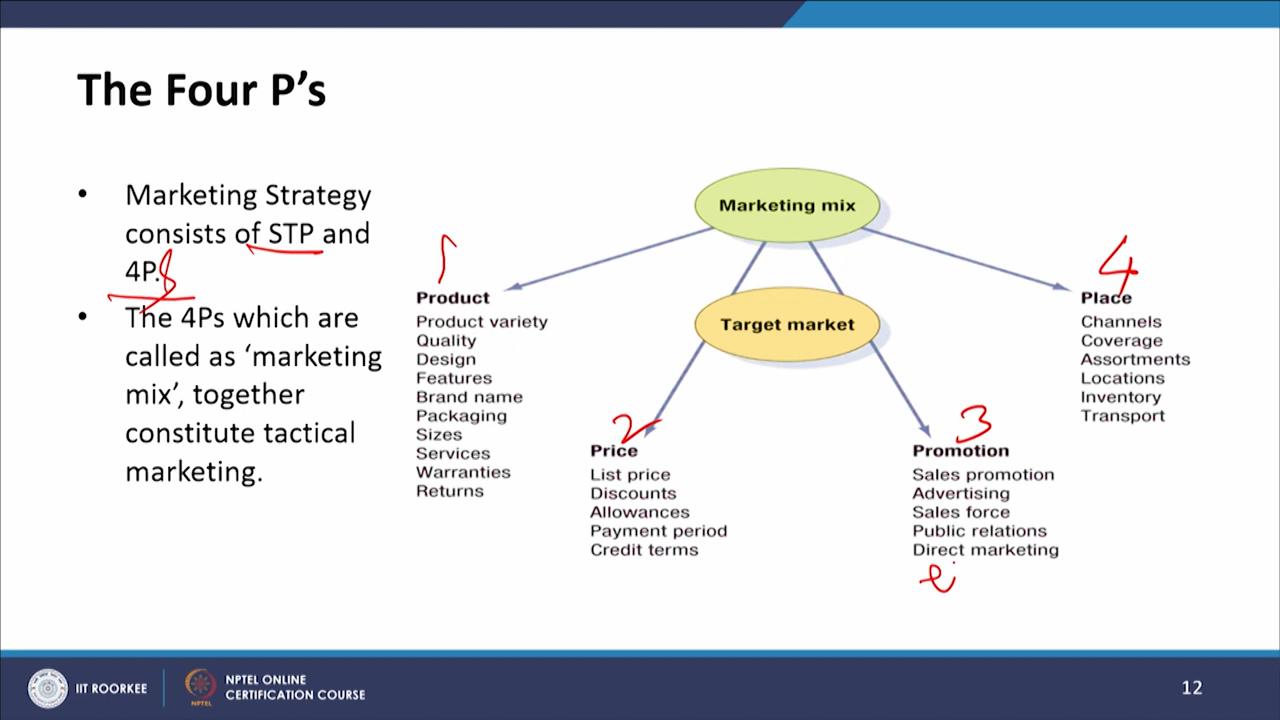 The Four P's
• Marketing Strategy
consists of STP and
4P.
• The 4Ps which are
called as ‘marketing
mix’, together
constitute tactical
marketing.
Marketing mix
Target market
1
Product
Product variety
Quality
Design
Features
Brand name
Packaging
Sizes
Services
Warranties
Returns
2
Price
List price
Discounts
Allowances
Payment period
Credit terms
3
Promotion
Sales promotion
Advertising
Sales force
Public relations
Direct marketing
4
Place
Channels
Coverage
Assortments
Locations
Inventory
Transport
IIT ROORKEE
NPTEL
NPTEL ONLINE
CERTIFICATION COURSE
12